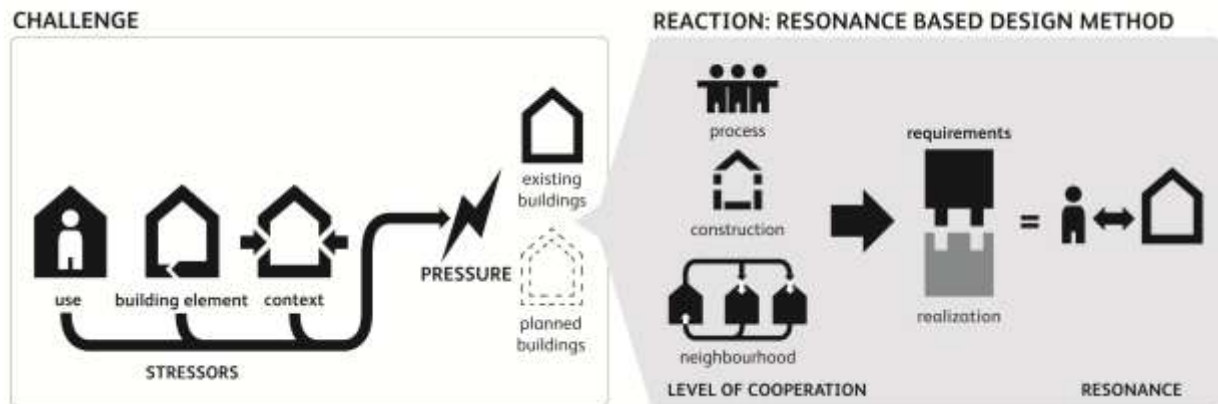 CHALLENGE
use
building element
context
STRESSORS
PRESSURE
existing
buildings
planned
buildings
REACTION: RESONANCE BASED DESIGN METHOD
process
construction
neighbourhood
LEVEL OF COOPERATION
requirements
realization
=
RESONANCE